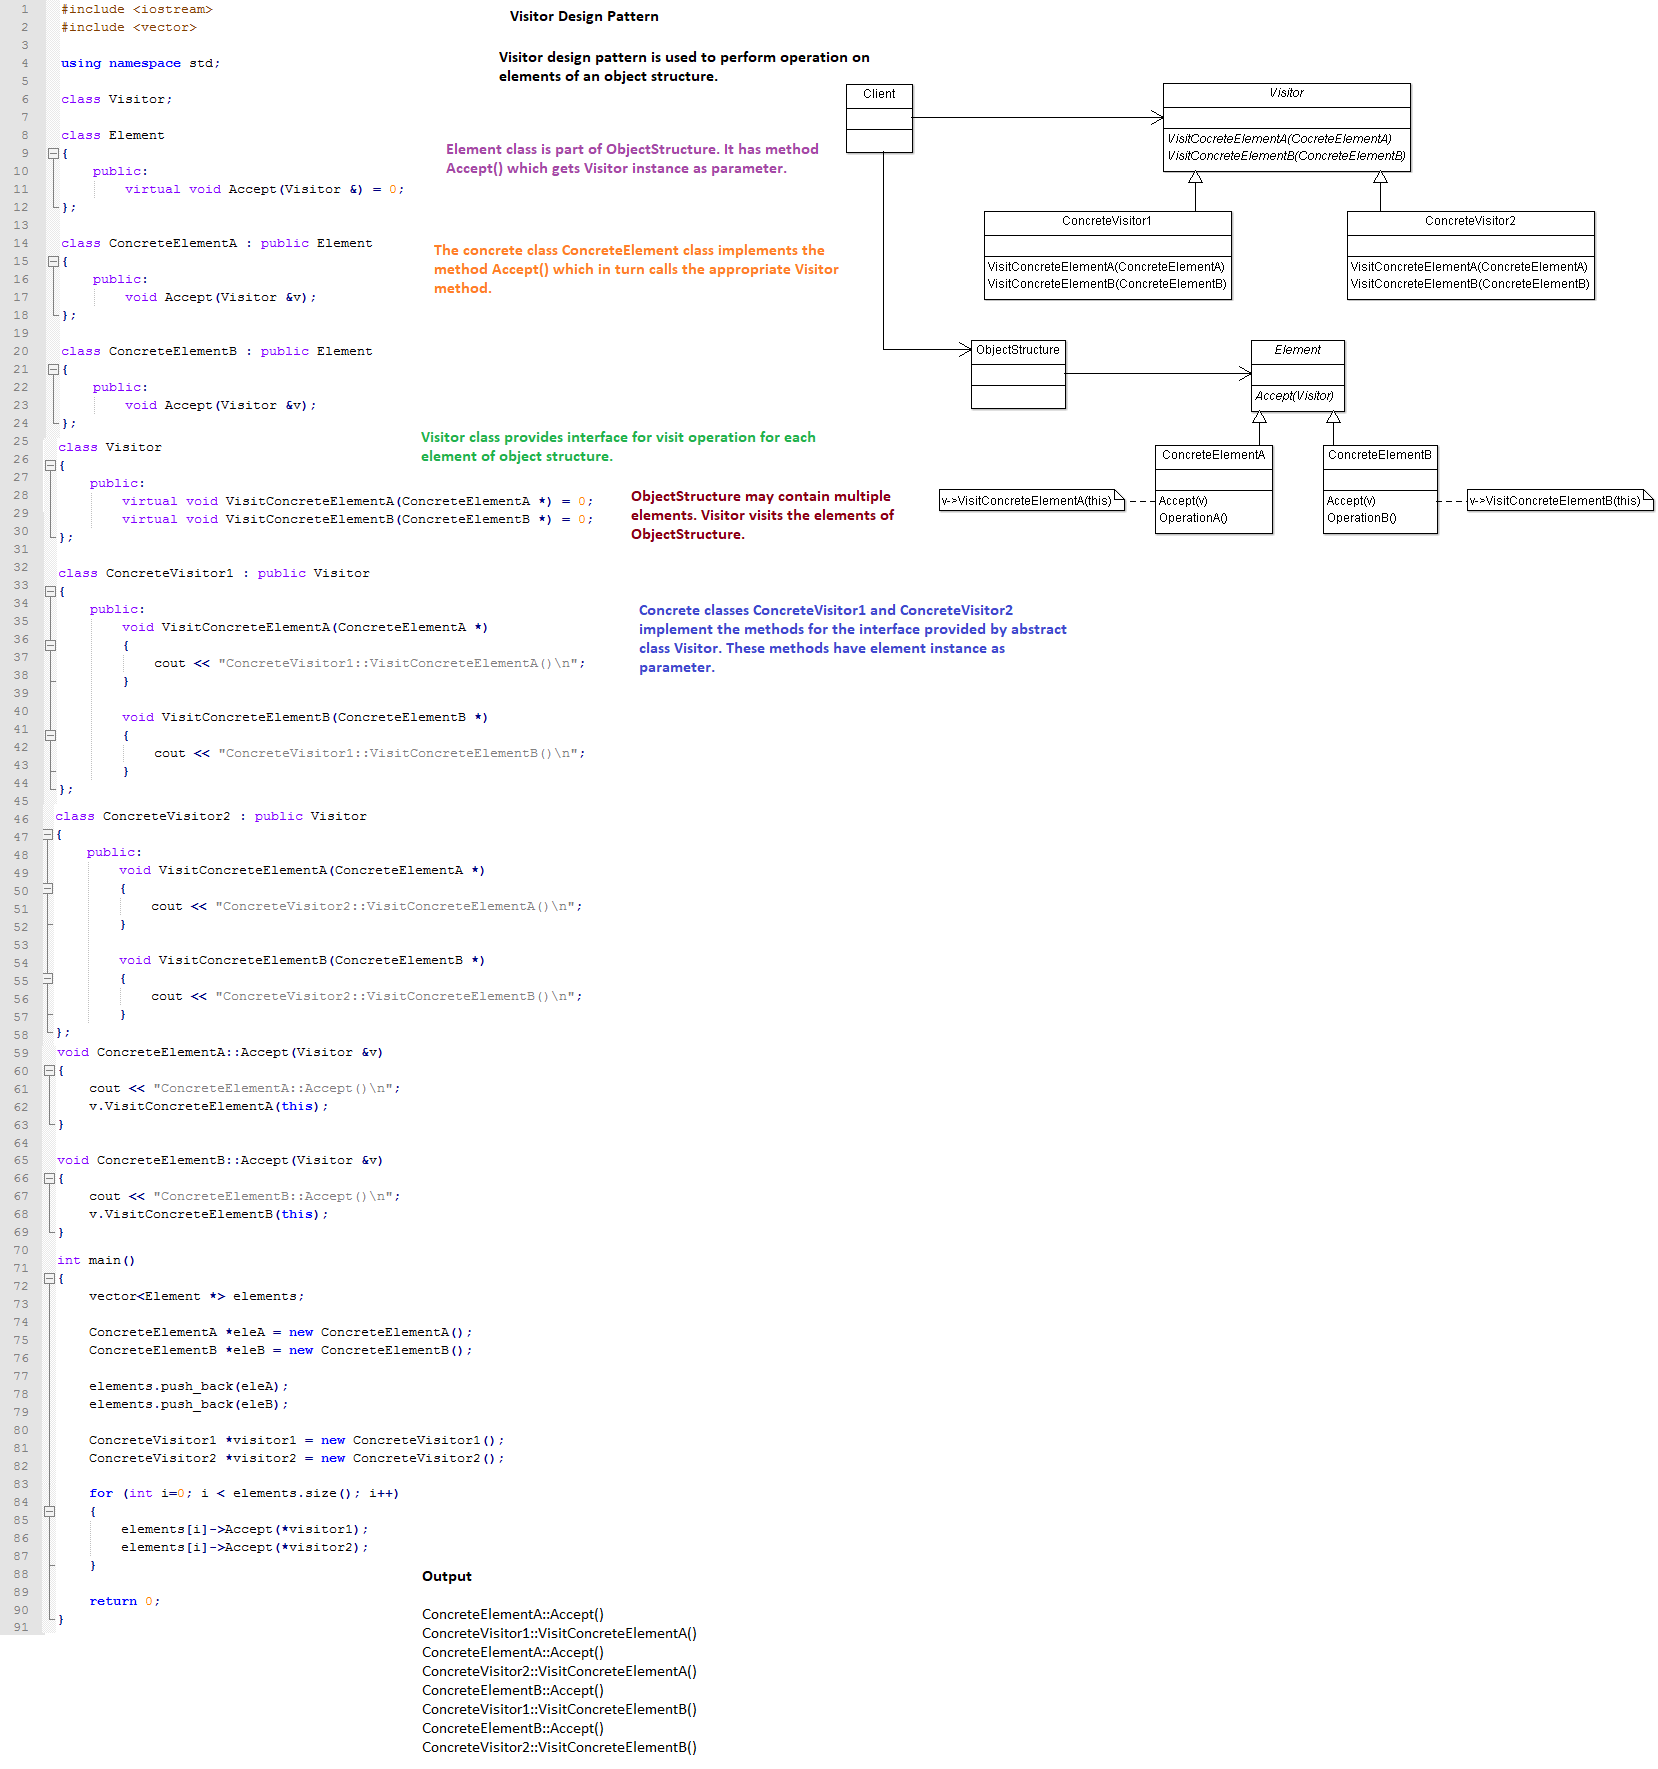 Visitor Design Pattern
Visitor design pattern is used to perform operation on
elements of an object structure.
1 #include <iostream>
2 #include <vector>
3
4 using namespace std;
5
6 class Visitor;
7
8 class Element
9 {
10 public:
11 virtual void Accept(Visitor &) = 0;
12 };
13
14 class ConcreteElementA : public Element
15 {
16 public:
17 void Accept(Visitor &v);
18 };
19
20 class ConcreteElementB : public Element
21 {
22 public:
23 void Accept(Visitor &v);
24 };
25 class Visitor
26 {
27 public:
28 virtual void VisitConcreteElementA(ConcreteElementA *) = 0;
29 virtual void VisitConcreteElementB(ConcreteElementB *) = 0;
30 };
31
32 class ConcreteVisitor1 : public Visitor
33 {
34 public:
35 void VisitConcreteElementA(ConcreteElementA *)
36 {
37 cout << "ConcreteVisitor1::VisitConcreteElementA()\n";
38 }
39
40 void VisitConcreteElementB(ConcreteElementB *)
41 {
42 cout << "ConcreteVisitor1::VisitConcreteElementB()\n";
43 }
44 };
45
46 class ConcreteVisitor2 : public Visitor
47 {
48 public:
49 void VisitConcreteElementA(ConcreteElementA *)
50 {
51 cout << "ConcreteVisitor2::VisitConcreteElementA()\n";
52 }
53
54 void VisitConcreteElementB(ConcreteElementB *)
55 {
56 cout << "ConcreteVisitor2::VisitConcreteElementB()\n";
57 }
58 };
59 void ConcreteElementA::Accept(Visitor &v)
60 {
61 cout << "ConcreteElementA::Accept()\n";
62 v.VisitConcreteElementA(this);
63 }
64
65 void ConcreteElementB::Accept(Visitor &v)
66 {
67 cout << "ConcreteElementB::Accept()\n";
68 v.VisitConcreteElementB(this);
69 }
70
71 int main()
72 {
73 vector<Element *> elements;
74
75 ConcreteElementA *eleA = new ConcreteElementA();
76 ConcreteElementB *eleB = new ConcreteElementB();
77
78 elements.push_back(eleA);
79 elements.push_back(eleB);
80
81 ConcreteVisitor1 *visitor1 = new ConcreteVisitor1();
82 ConcreteVisitor2 *visitor2 = new ConcreteVisitor2();
83
84 for (int i=0; i < elements.size(); i++)
85 {
86 elements[i]->Accept(*visitor1);
87 elements[i]->Accept(*visitor2);
88 }
89
90 return 0;
91 }
Element class is part of ObjectStructure. It has method
Accept() which gets Visitor instance as parameter.
The concrete class ConcreteElement class implements the
method Accept() which in turn calls the appropriate Visitor
method.
Visitor class provides interface for visit operation for each
element of object structure.
ObjectStructure may contain multiple
elements. Visitor visits the elements of
ObjectStructure.
Concrete classes ConcreteVisitor1 and ConcreteVisitor2
implement the methods for the interface provided by abstract
class Visitor. These methods have element instance as
parameter.
Client
Visitor
VisitCocreteElementA(CocreteElementA)
VisitConcreteElementB(ConcreteElementB)
ConcreteVisitor1
VisitConcreteElementA(ConcreteElementA)
VisitConcreteElementB(ConcreteElementB)
ConcreteVisitor2
VisitConcreteElementA(ConcreteElementA)
VisitConcreteElementB(ConcreteElementB)
ObjectStructure
Element
Accept(Visitor)
ConcreteElementA
Accept(v)
OperationA()
ConcreteElementB
Accept(v)
OperationB()
v->VisitConcreteElementA(this)
v->VisitConcreteElementB(this)
Output
ConcreteElementA::Accept()
ConcreteVisitor1::VisitConcreteElementA()
ConcreteElementA::Accept()
ConcreteVisitor2::VisitConcreteElementA()
ConcreteElementB::Accept()
ConcreteVisitor1::VisitConcreteElementB()
ConcreteElementB::Accept()
ConcreteVisitor2::VisitConcreteElementB()